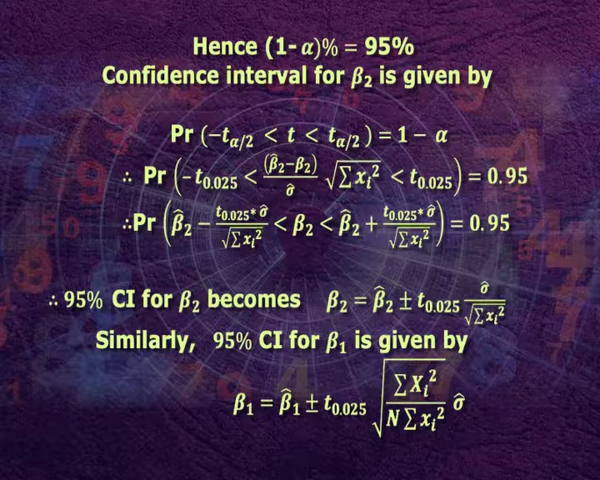 Hence (1- α)% = 95%
Confidence interval for β₂ is given by
Pr (−t_{α/2} < t < t_{α/2}) = 1 − α
∴ Pr (−t_{0.025} < (β̂₂−β₂)/σ̂ √(∑xᵢ²) < t_{0.025}) = 0.95
∴Pr (β̂₂ − t_{0.025}*σ̂/√(∑xᵢ²) < β₂ < β̂₂ + t_{0.025}*σ̂/√(∑xᵢ²)) = 0.95
∴ 95% CI for β₂ becomes β₂ = β̂₂ ± t_{0.025} σ̂/√(∑xᵢ²)
Similarly, 95% CI for β₁ is given by
β₁ = β̂₁ ± t_{0.025} √(∑Xᵢ²/(N∑xᵢ²)) σ̂